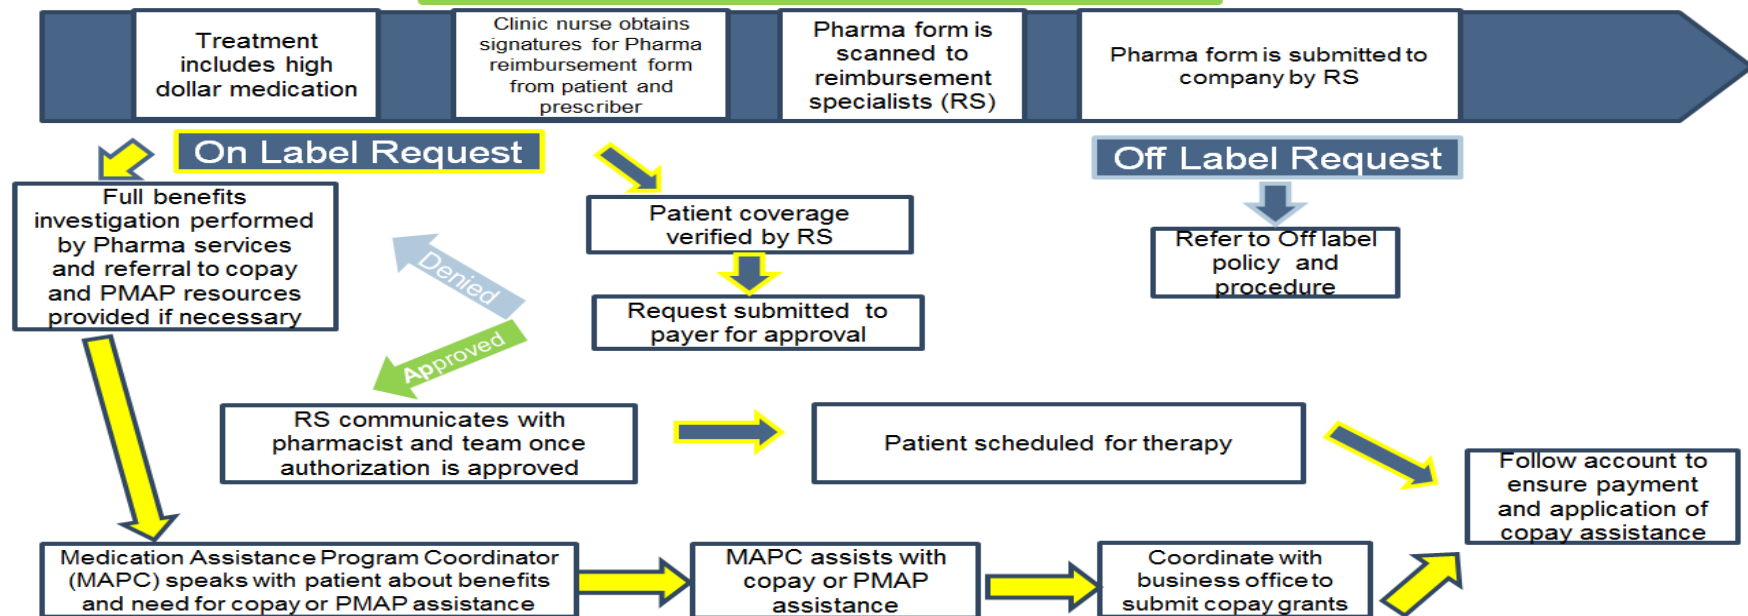 Treatment
includes high
dollar medication
Clinic nurse obtains
signatures for Pharma
reimbursement form
from patient and
prescriber
Pharma form is
scanned to
reimbursement
specialists (RS)
Pharma form is submitted to
company by RS
On Label Request
Off Label Request
Full benefits
investigation performed
by Pharma services
and referral to copay
and PMAP resources
provided if necessary
Patient coverage
verified by RS
Refer to Off label
policy and
procedure
Denied
Request submitted to
payer for approval
Approved
RS communicates with
pharmacist and team once
authorization is approved
Patient scheduled for therapy
Follow account to
ensure payment
and application of
copay assistance
Medication Assistance Program Coordinator
(MAPC) speaks with patient about benefits
and need for copay or PMAP assistance
MAPC assists with
copay or PMAP
assistance
Coordinate with
business office to
submit copay grants